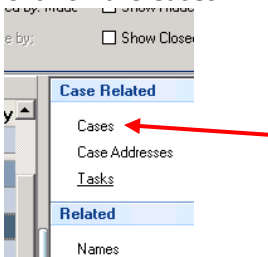 e by:
Show Close
Case Related
y
Cases
Case Addresses
Tasks
Related
Names